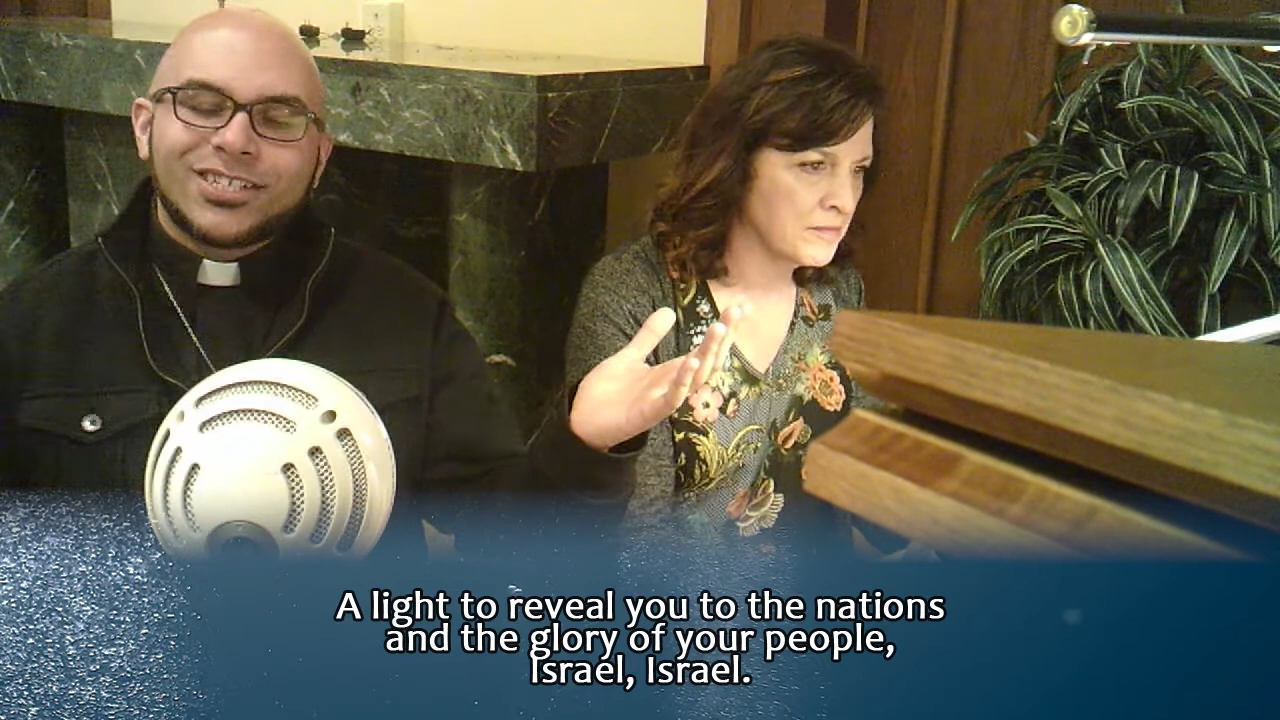 A light to reveal you to the nations
and the glory of your people,
Israel, Israel.